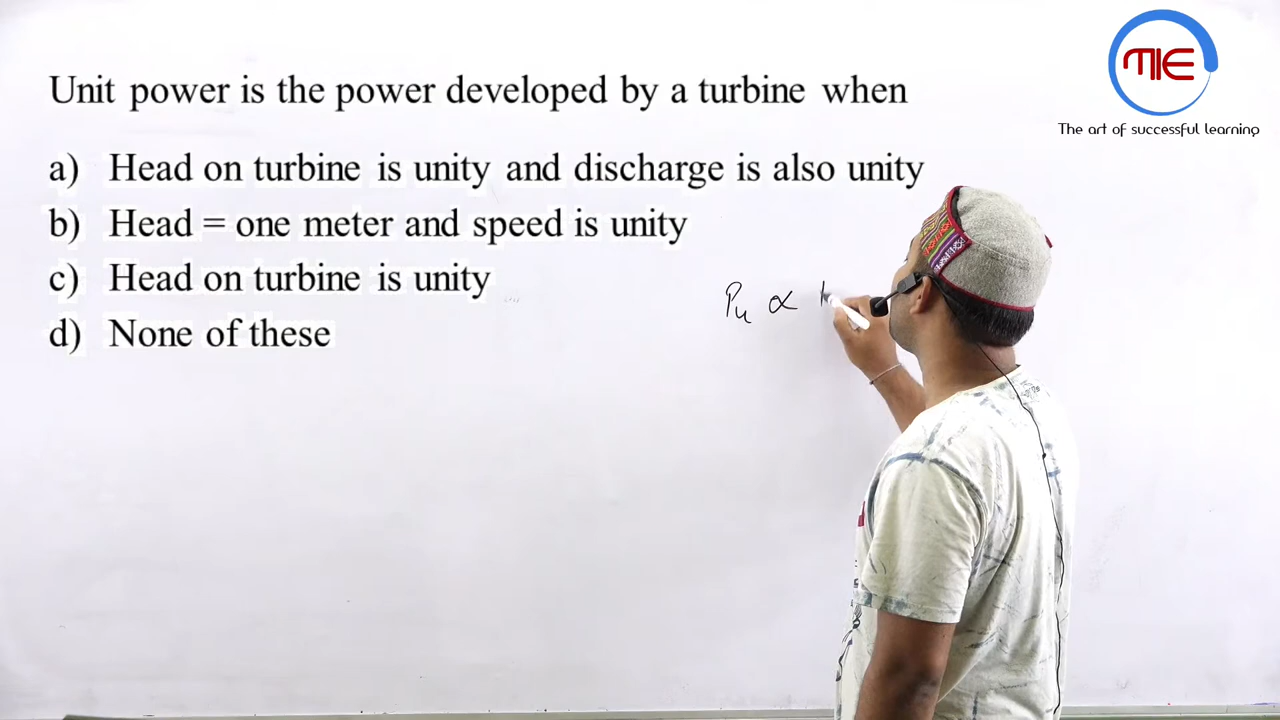 MIE
The art of successful learning
Unit power is the power developed by a turbine when
a) Head on turbine is unity and discharge is also unity
b) Head = one meter and speed is unity
c) Head on turbine is unity
d) None of these
Pu ∝